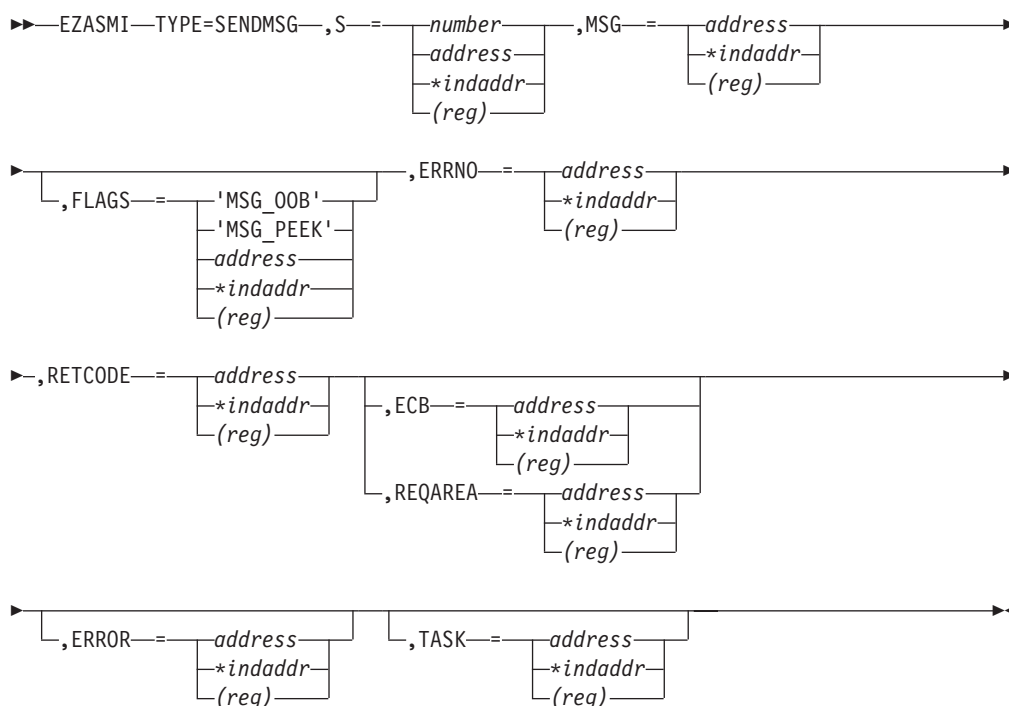 EZASMI TYPE=SENDMSG ,S = number ,MSG = address
address *indaddr
*indaddr (reg)
(reg)
,FLAGS = 'MSG_OOB' ,ERRNO = address
'MSG_PEEK' *indaddr
address (reg)
*indaddr
(reg)
,RETCODE = address
*indaddr
(reg)
,ECB = address
*indaddr
(reg)
,REQAREA = address
*indaddr
(reg)
,ERROR = address
*indaddr
(reg)
,TASK = address
*indaddr
(reg)